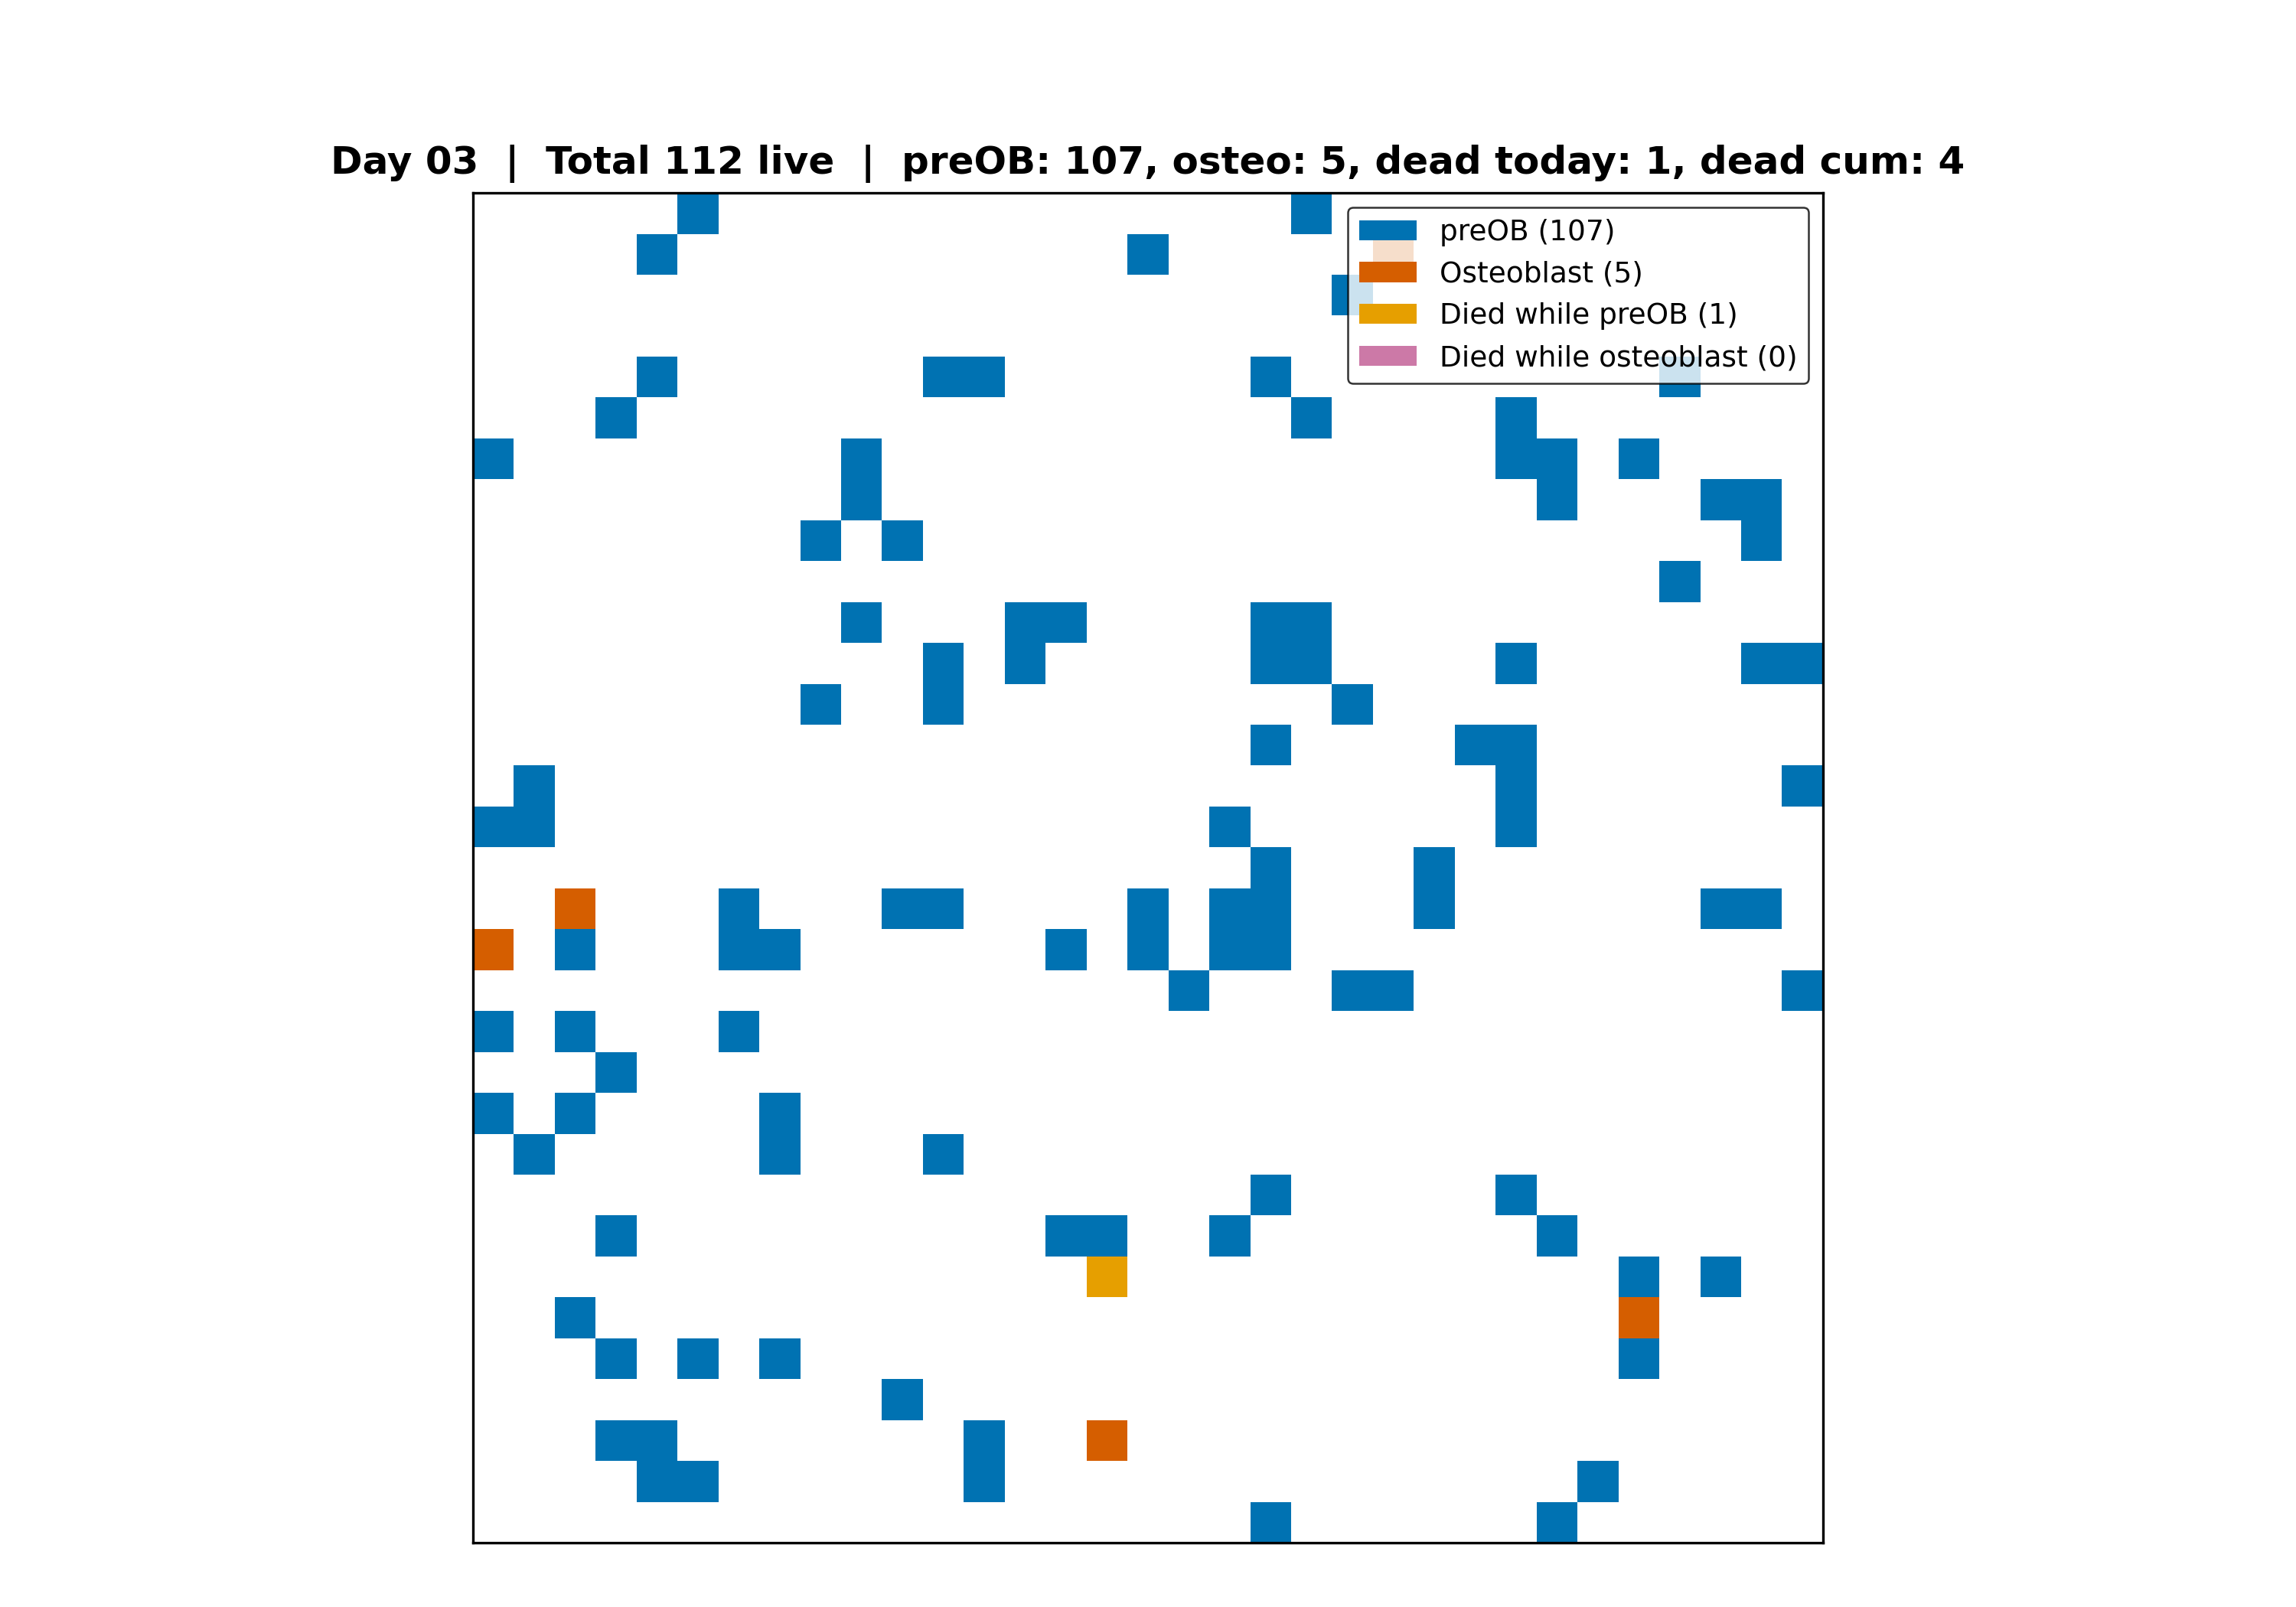 Day 03 | Total 112 live | preOB: 107, osteo: 5, dead today: 1, dead cum: 4
preOB (107)
Osteoblast (5)
Died while preOB (1)
Died while osteoblast (0)